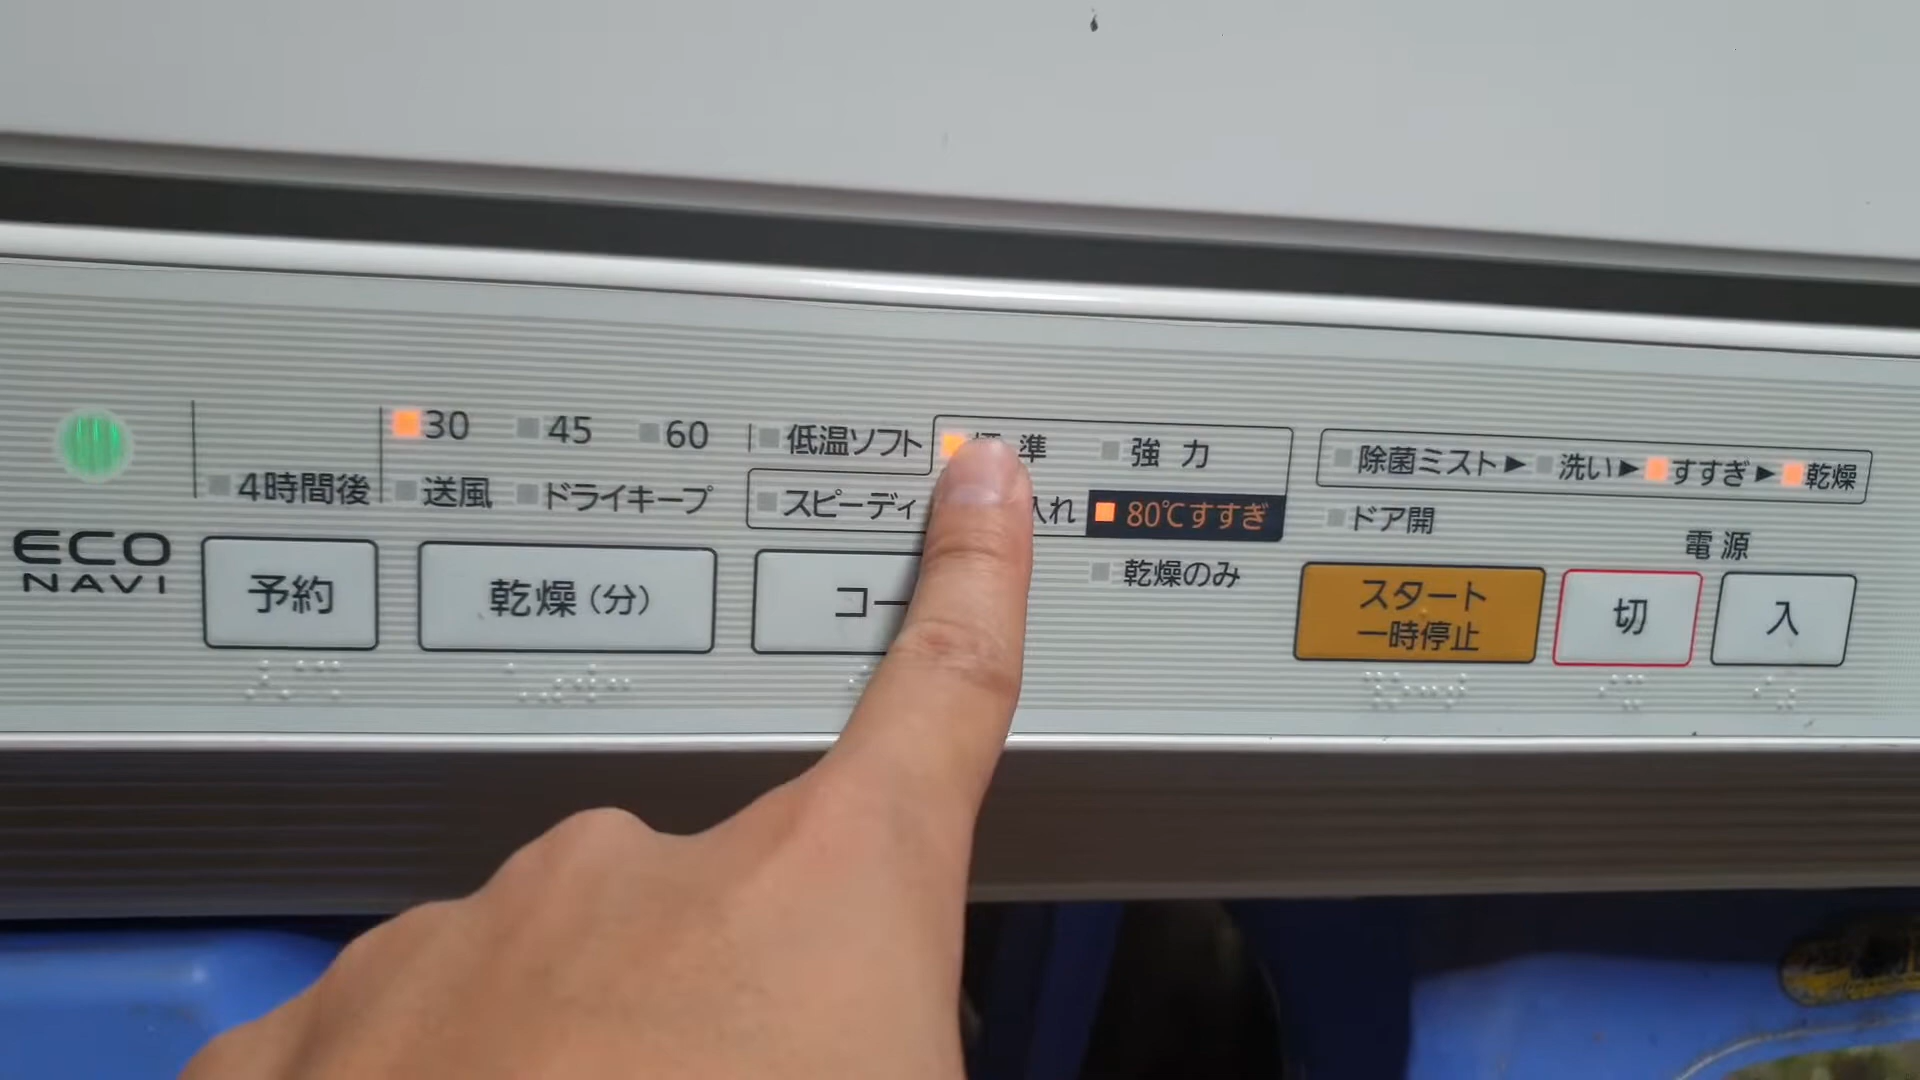 30 45 60 低温ソフト 準 強力 除菌ミスト▶洗い▶すすぎ▶乾燥
4時間後 送風 ドライキープ スピーディ 入れ 80℃すすぎ ドア開
ECO NAVI
乾燥のみ
電源
予約 乾燥(分) コー スタート 一時停止 切 入